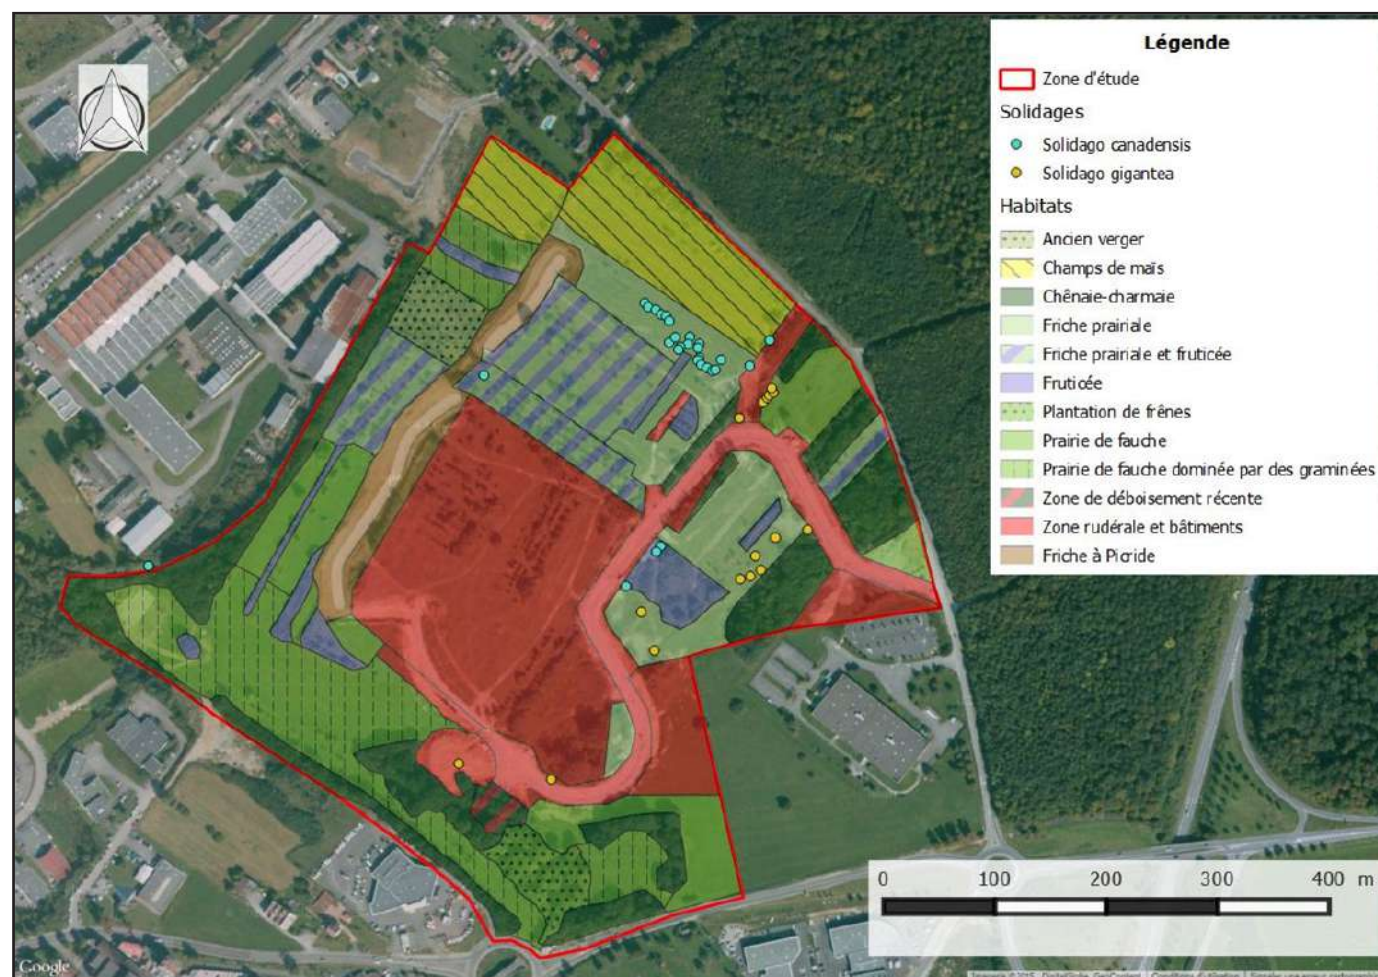 Légende
Zone d'étude
Solidages
Solidago canadensis
Solidago gigantea
Habitats
Ancien verger
Champs de maïs
Chênaie-charmaie
Friche prairiale
Friche prairiale et fruticée
Fruticée
Plantation de frênes
Prairie de fauche
Prairie de fauche dominée par des graminées
Zone de déboisement récente
Zone rudérale et bâtiments
Friche à Picride
0 100 200 300 400 m
Google